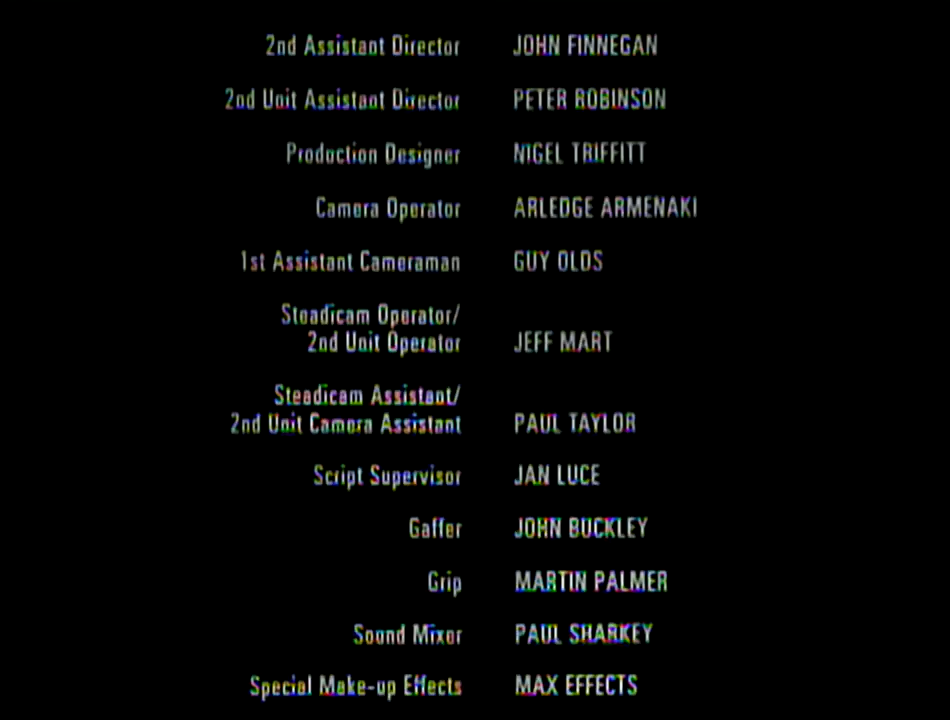 2nd Assistant Director JOHN FINNEGAN
2nd Unit Assistant Director PETER ROBINSON
Production Designer NIGEL TRIFFITT
Camera Operator ARLEDGE ARMENAKI
1st Assistant Cameraman GUY OLDS
Steadicam Operator/
2nd Unit Operator JEFF MART
Steadicam Assistant/
2nd Unit Camera Assistant PAUL TAYLOR
Script Supervisor JAN LUCE
Gaffer JOHN BUCKLEY
Grip MARTIN PALMER
Sound Mixer PAUL SHARKEY
Special Make-up Effects MAX EFFECTS